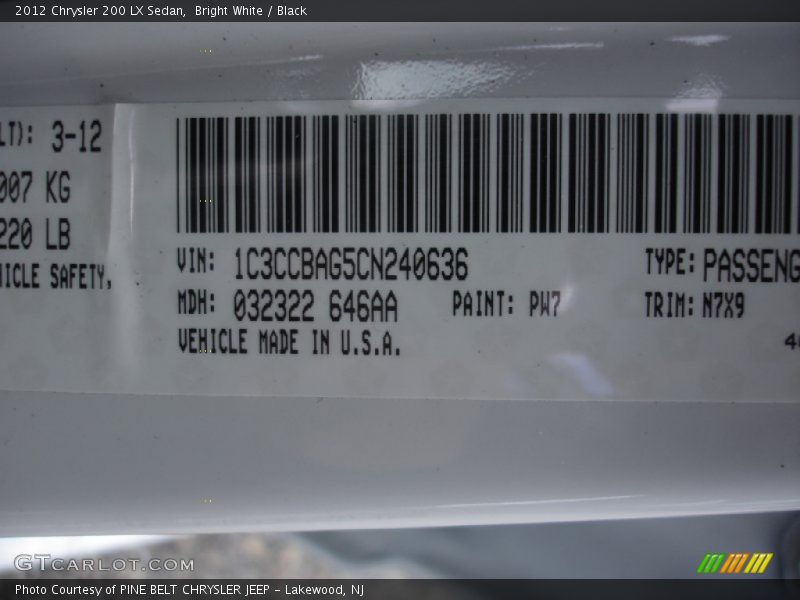 2012 Chrysler 200 LX Sedan, Bright White / Black
LT): 3-12
007 KG
220 LB
HICLE SAFETY,
VIN: 1C3CCBAG5CN240636
TYPE: PASSENG
MDH: 032322 646AA
PAINT: PW7
TRIM: N7X9
VEHICLE MADE IN U.S.A.
GTCARLOT.COM
Photo Courtesy of PINE BELT CHRYSLER JEEP - Lakewood, NJ